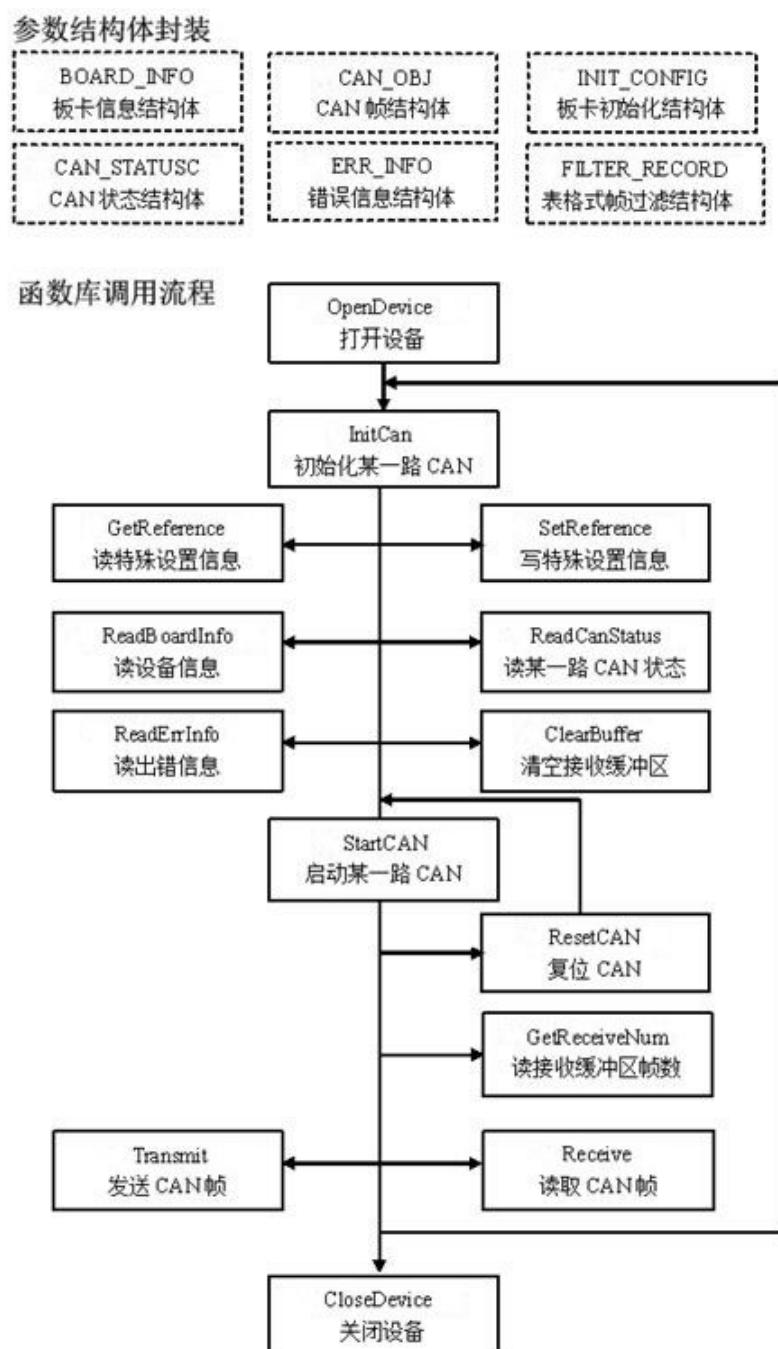 参数结构体封装
BOARD_INFO
板卡信息结构体
CAN_OBJ
CAN 帧结构体
INIT_CONFIG
板卡初始化结构体
CAN_STATUSC
CAN 状态结构体
ERR_INFO
错误信息结构体
FILTER_RECORD
表格式帧过滤结构体
函数库调用流程
OpenDevice
打开设备
InitCan
初始化某一路 CAN
GetReference
读特殊设置信息
SetReference
写特殊设置信息
ReadBoardInfo
读设备信息
ReadCanStatus
读某一路 CAN 状态
ReadErrInfo
读出错信息
ClearBuffer
清空接收缓冲区
StartCAN
启动某一路 CAN
ResetCAN
复位 CAN
GetReceiveNum
读接收缓冲区帧数
Transmit
发送 CAN 帧
Receive
读取 CAN 帧
CloseDevice
关闭设备